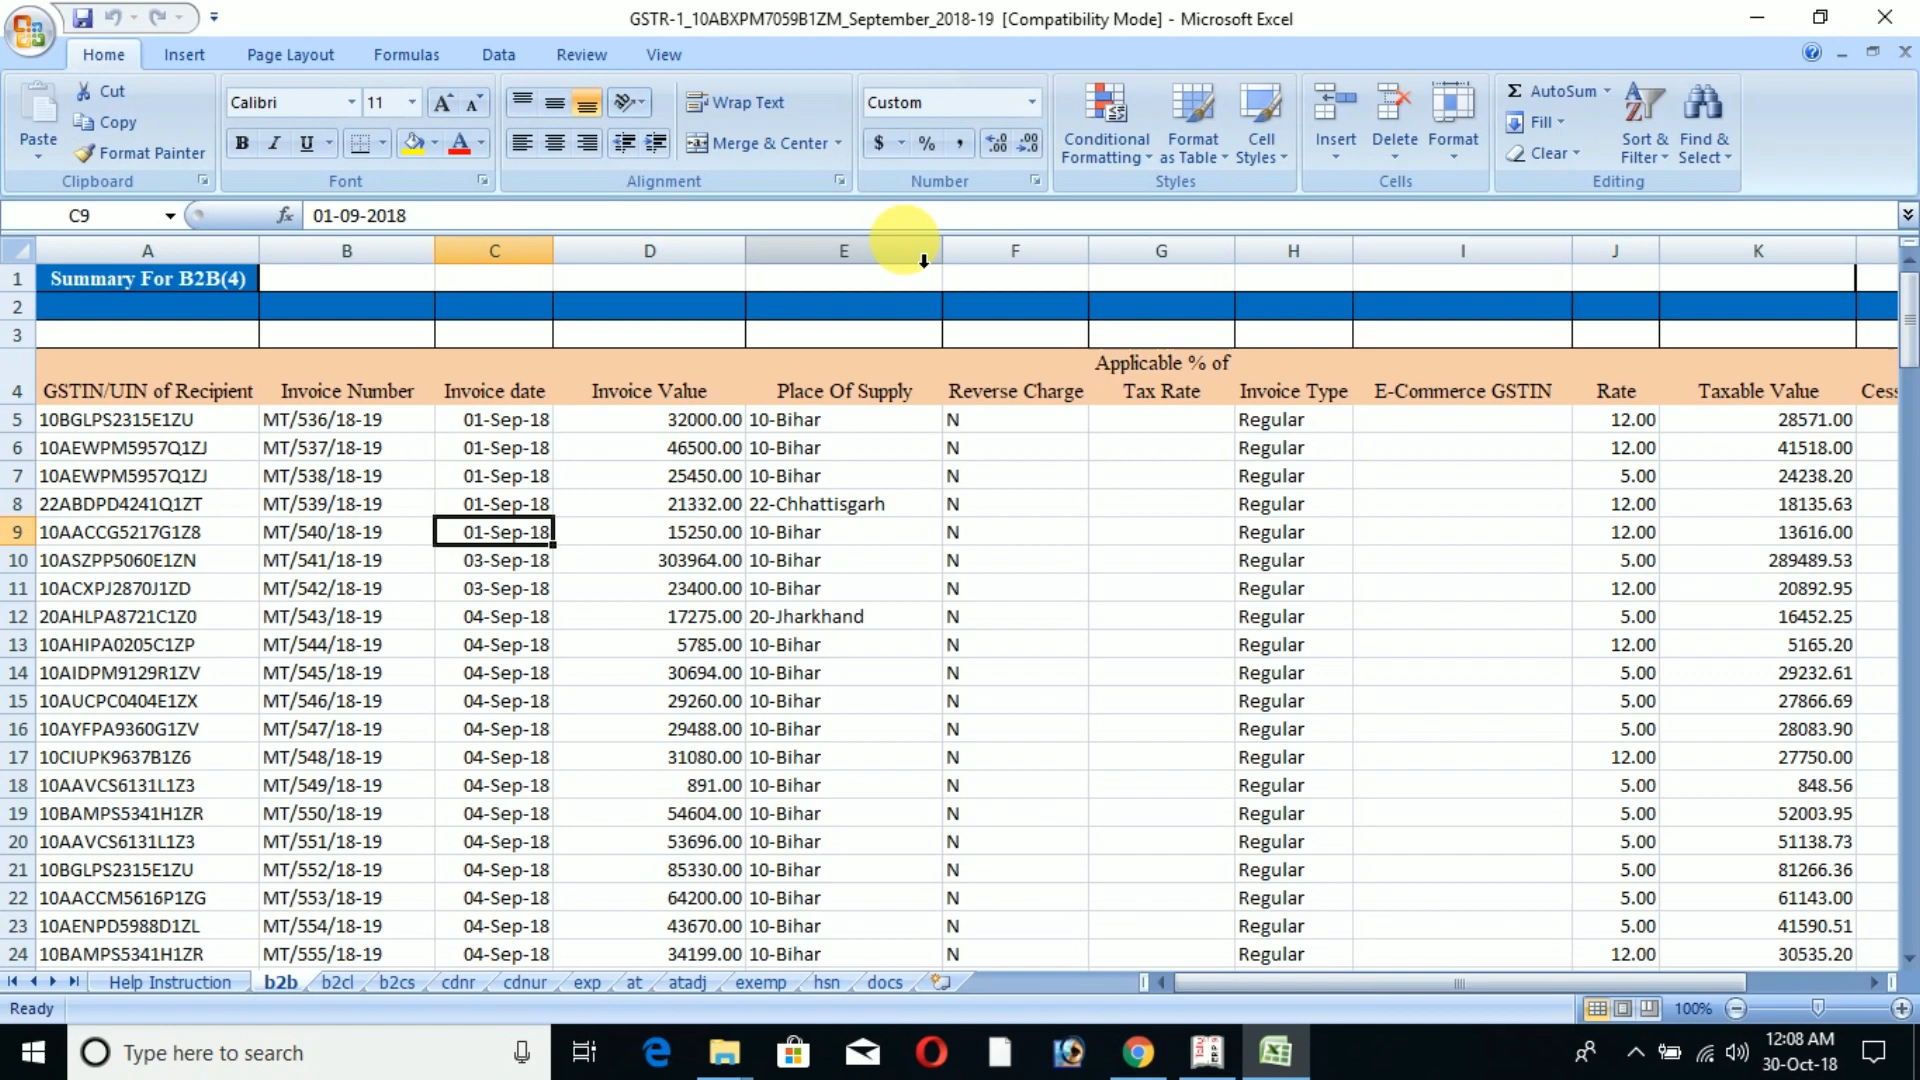 GSTR-1_10ABXPM7059B1ZM_September_2018-19 [Compatibility Mode] - Microsoft Excel
Home Insert Page Layout Formulas Data Review View
Paste Cut Copy Format Painter Clipboard
Calibri 11 B I U Font
Wrap Text Merge & Center Alignment
Custom $ % , Number
Conditional Formatting Format as Table Cell Styles Styles
Insert Delete Format Cells
Σ AutoSum Fill Clear Sort & Filter Find & Select Editing
C9 fx 01-09-2018
A B C D E F G H I J K
1 Summary For B2B(4)
2
3
4 GSTIN/UIN of Recipient Invoice Number Invoice date Invoice Value Place Of Supply Reverse Charge Applicable % of Tax Rate Invoice Type E-Commerce GSTIN Rate Taxable Value Cess
5 10BGLPS2315E1ZU MT/536/18-19 01-Sep-18 32000.00 10-Bihar N Regular 12.00 28571.00
6 10AEWPM5957Q1ZJ MT/537/18-19 01-Sep-18 46500.00 10-Bihar N Regular 12.00 41518.00
7 10AEWPM5957Q1ZJ MT/538/18-19 01-Sep-18 25450.00 10-Bihar N Regular 5.00 24238.20
8 22ABDPD4241Q1ZT MT/539/18-19 01-Sep-18 21332.00 22-Chhattisgarh N Regular 12.00 18135.63
9 10AACCG5217G1Z8 MT/540/18-19 01-Sep-18 15250.00 10-Bihar N Regular 12.00 13616.00
10 10ASZPP5060E1ZN MT/541/18-19 03-Sep-18 303964.00 10-Bihar N Regular 5.00 289489.53
11 10ACXPJ2870J1ZD MT/542/18-19 03-Sep-18 23400.00 10-Bihar N Regular 12.00 20892.95
12 20AHLPA8721C1Z0 MT/543/18-19 04-Sep-18 17275.00 20-Jharkhand N Regular 5.00 16452.25
13 10AHIPA0205C1ZP MT/544/18-19 04-Sep-18 5785.00 10-Bihar N Regular 12.00 5165.20
14 10AIDPM9129R1ZV MT/545/18-19 04-Sep-18 30694.00 10-Bihar N Regular 5.00 29232.61
15 10AUCPC0404E1ZX MT/546/18-19 04-Sep-18 29260.00 10-Bihar N Regular 5.00 27866.69
16 10AYFPA9360G1ZV MT/547/18-19 04-Sep-18 29488.00 10-Bihar N Regular 5.00 28083.90
17 10CIUPK9637B1Z6 MT/548/18-19 04-Sep-18 31080.00 10-Bihar N Regular 12.00 27750.00
18 10AAVCS6131L1Z3 MT/549/18-19 04-Sep-18 891.00 10-Bihar N Regular 5.00 848.56
19 10BAMPS5341H1ZR MT/550/18-19 04-Sep-18 54604.00 10-Bihar N Regular 5.00 52003.95
20 10AAVCS6131L1Z3 MT/551/18-19 04-Sep-18 53696.00 10-Bihar N Regular 5.00 51138.73
21 10BGLPS2315E1ZU MT/552/18-19 04-Sep-18 85330.00 10-Bihar N Regular 5.00 81266.36
22 10AACCM5616P1ZG MT/553/18-19 04-Sep-18 64200.00 10-Bihar N Regular 5.00 61143.00
23 10AENPD5988D1ZL MT/554/18-19 04-Sep-18 43670.00 10-Bihar N Regular 5.00 41590.51
24 10BAMPS5341H1ZR MT/555/18-19 04-Sep-18 34199.00 10-Bihar N Regular 12.00 30535.20
Help Instruction b2b b2cl b2cs cdnr cdnur exp at atadj exemp hsn docs
Ready 100%
Type here to search
12:08 AM
30-Oct-18